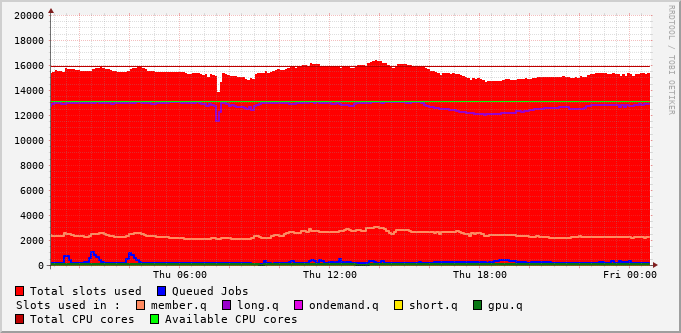 RRDTOOL / TOBI OETIKER
20000
18000
16000
14000
12000
10000
8000
6000
4000
2000
0
Thu 06:00 Thu 12:00 Thu 18:00 Fri 00:00
Total slots used Queued Jobs
Slots used in : member.q long.q ondemand.q short.q gpu.q
Total CPU cores Available CPU cores